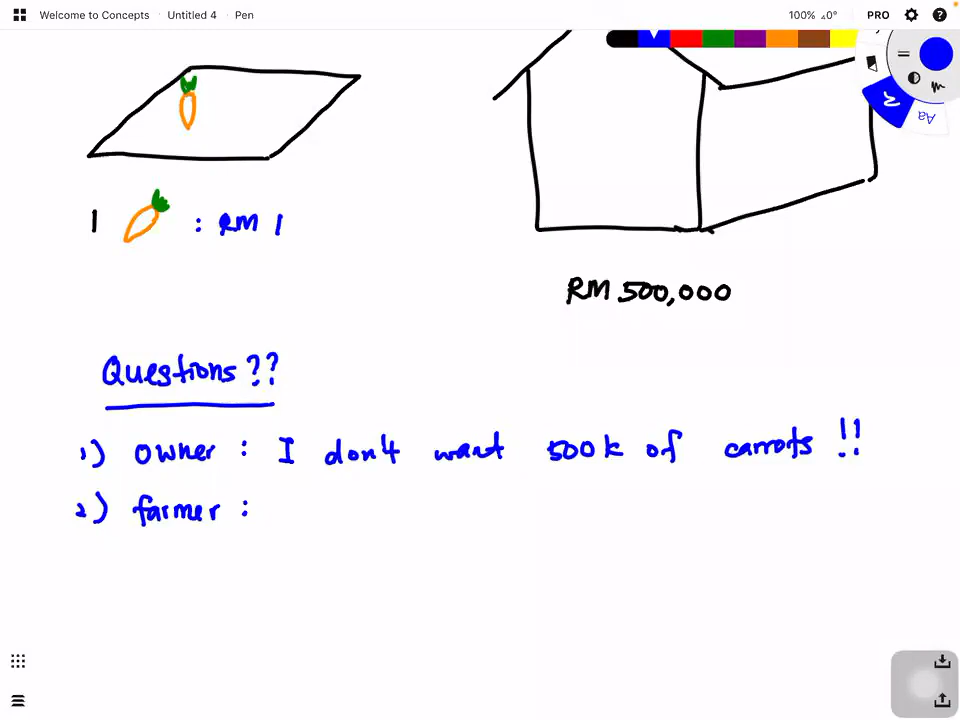 Welcome to Concepts Untitled 4 Pen 100% ⊿0° PRO
Aa
1 : RM 1
RM 500,000
Questions??
1) owner : I don't want 500k of carrots !!
2) farmer :